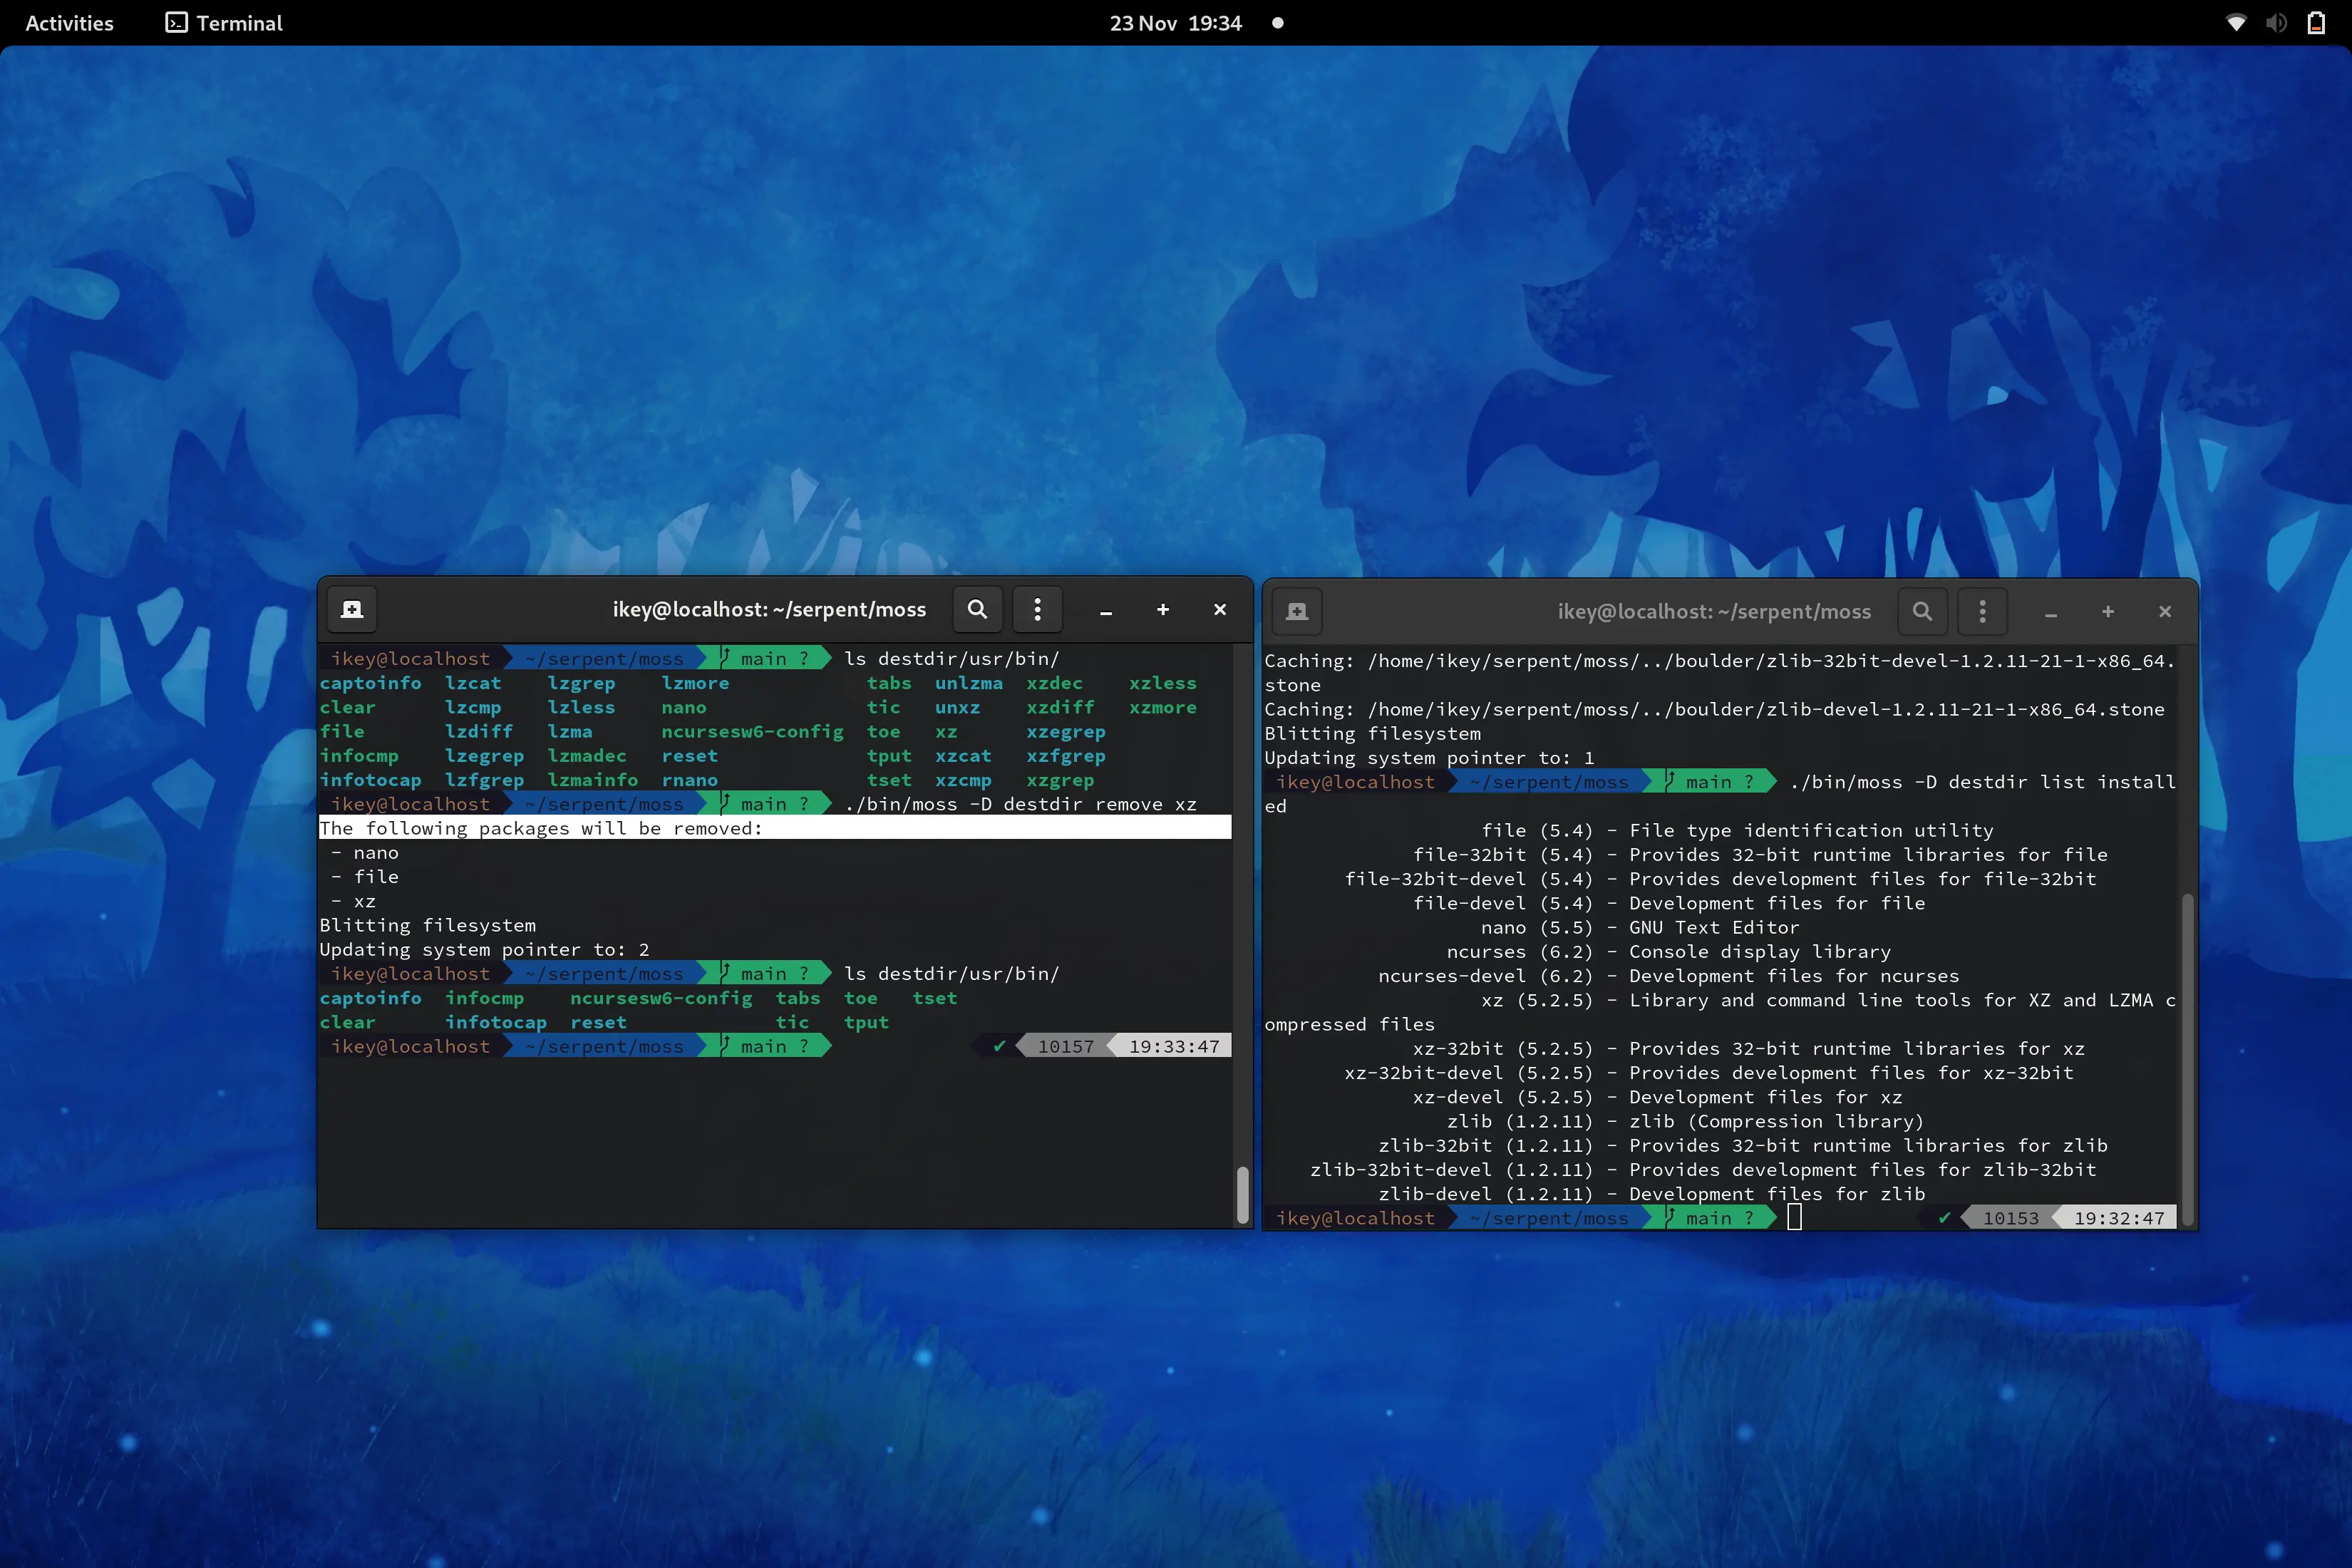 Activities Terminal 23 Nov 19:34
ikey@localhost: ~/serpent/moss
ikey@localhost ~/serpent/moss main ? ls destdir/usr/bin/
captoinfo lzcat lzgrep lzmore tabs unlzma xzdec xzless
clear lzcmp lzless nano tic unxz xzdiff xzmore
file lzdiff lzma ncursesw6-config toe xz xzegrep
infocmp lzegrep lzmadec reset tput xzcat xzfgrep
infotocap lzfgrep lzmainfo rnano tset xzcmp xzgrep
ikey@localhost ~/serpent/moss main ? ./bin/moss -D destdir remove xz
The following packages will be removed:
- nano
- file
- xz
Blitting filesystem
Updating system pointer to: 2
ikey@localhost ~/serpent/moss main ? ls destdir/usr/bin/
captoinfo infocmp ncursesw6-config tabs toe tset
clear infotocap reset tic tput
ikey@localhost ~/serpent/moss main ? ✔ 10157 19:33:47
ikey@localhost: ~/serpent/moss
Caching: /home/ikey/serpent/moss/../boulder/zlib-32bit-devel-1.2.11-21-1-x86_64.
stone
Caching: /home/ikey/serpent/moss/../boulder/zlib-devel-1.2.11-21-1-x86_64.stone
Blitting filesystem
Updating system pointer to: 1
ikey@localhost ~/serpent/moss main ? ./bin/moss -D destdir list install
ed
file (5.4) - File type identification utility
file-32bit (5.4) - Provides 32-bit runtime libraries for file
file-32bit-devel (5.4) - Provides development files for file-32bit
file-devel (5.4) - Development files for file
nano (5.5) - GNU Text Editor
ncurses (6.2) - Console display library
ncurses-devel (6.2) - Development files for ncurses
xz (5.2.5) - Library and command line tools for XZ and LZMA c
ompressed files
xz-32bit (5.2.5) - Provides 32-bit runtime libraries for xz
xz-32bit-devel (5.2.5) - Provides development files for xz-32bit
xz-devel (5.2.5) - Development files for xz
zlib (1.2.11) - zlib (Compression library)
zlib-32bit (1.2.11) - Provides 32-bit runtime libraries for zlib
zlib-32bit-devel (1.2.11) - Provides development files for zlib-32bit
zlib-devel (1.2.11) - Development files for zlib
ikey@localhost ~/serpent/moss main ? ✔ 10153 19:32:47